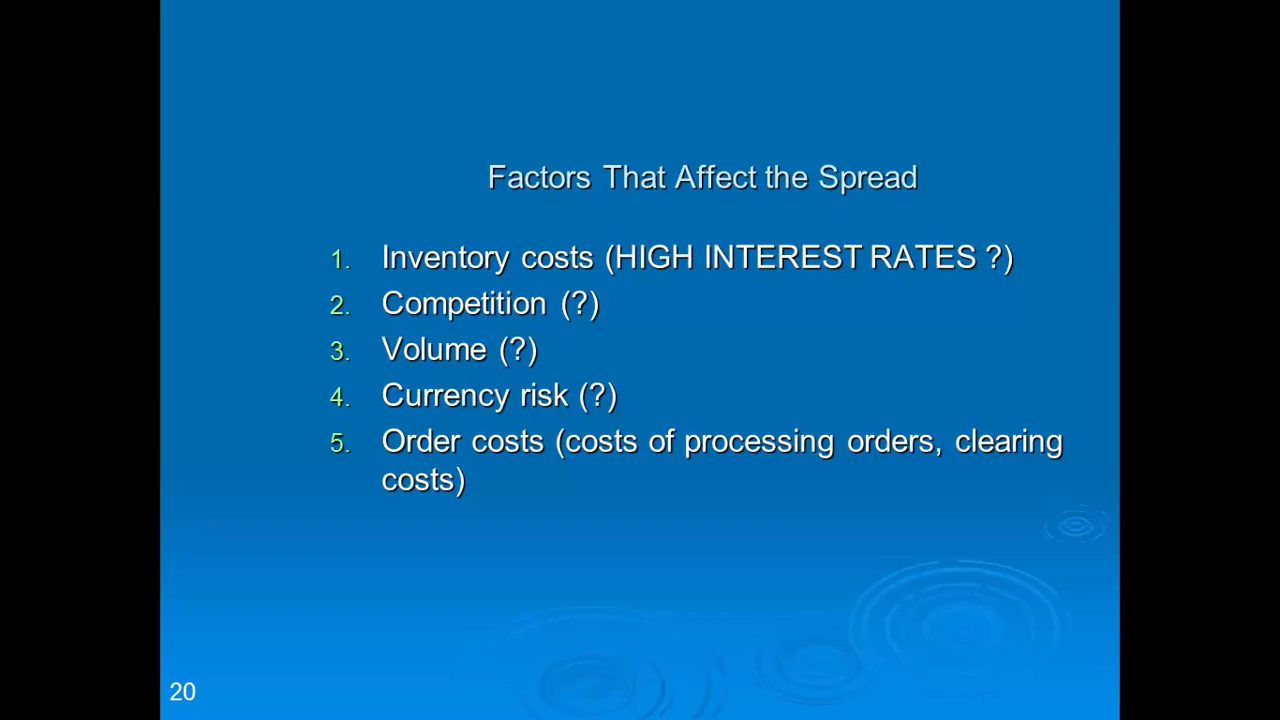 Factors That Affect the Spread
1. Inventory costs (HIGH INTEREST RATES ?)
2. Competition (?)
3. Volume (?)
4. Currency risk (?)
5. Order costs (costs of processing orders, clearing
costs)
20